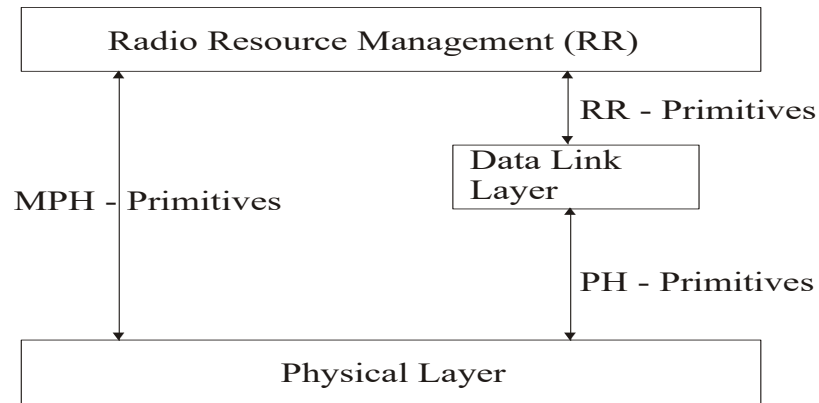 Radio Resource Management (RR)
RR - Primitives
Data Link
Layer
MPH - Primitives
PH - Primitives
Physical Layer